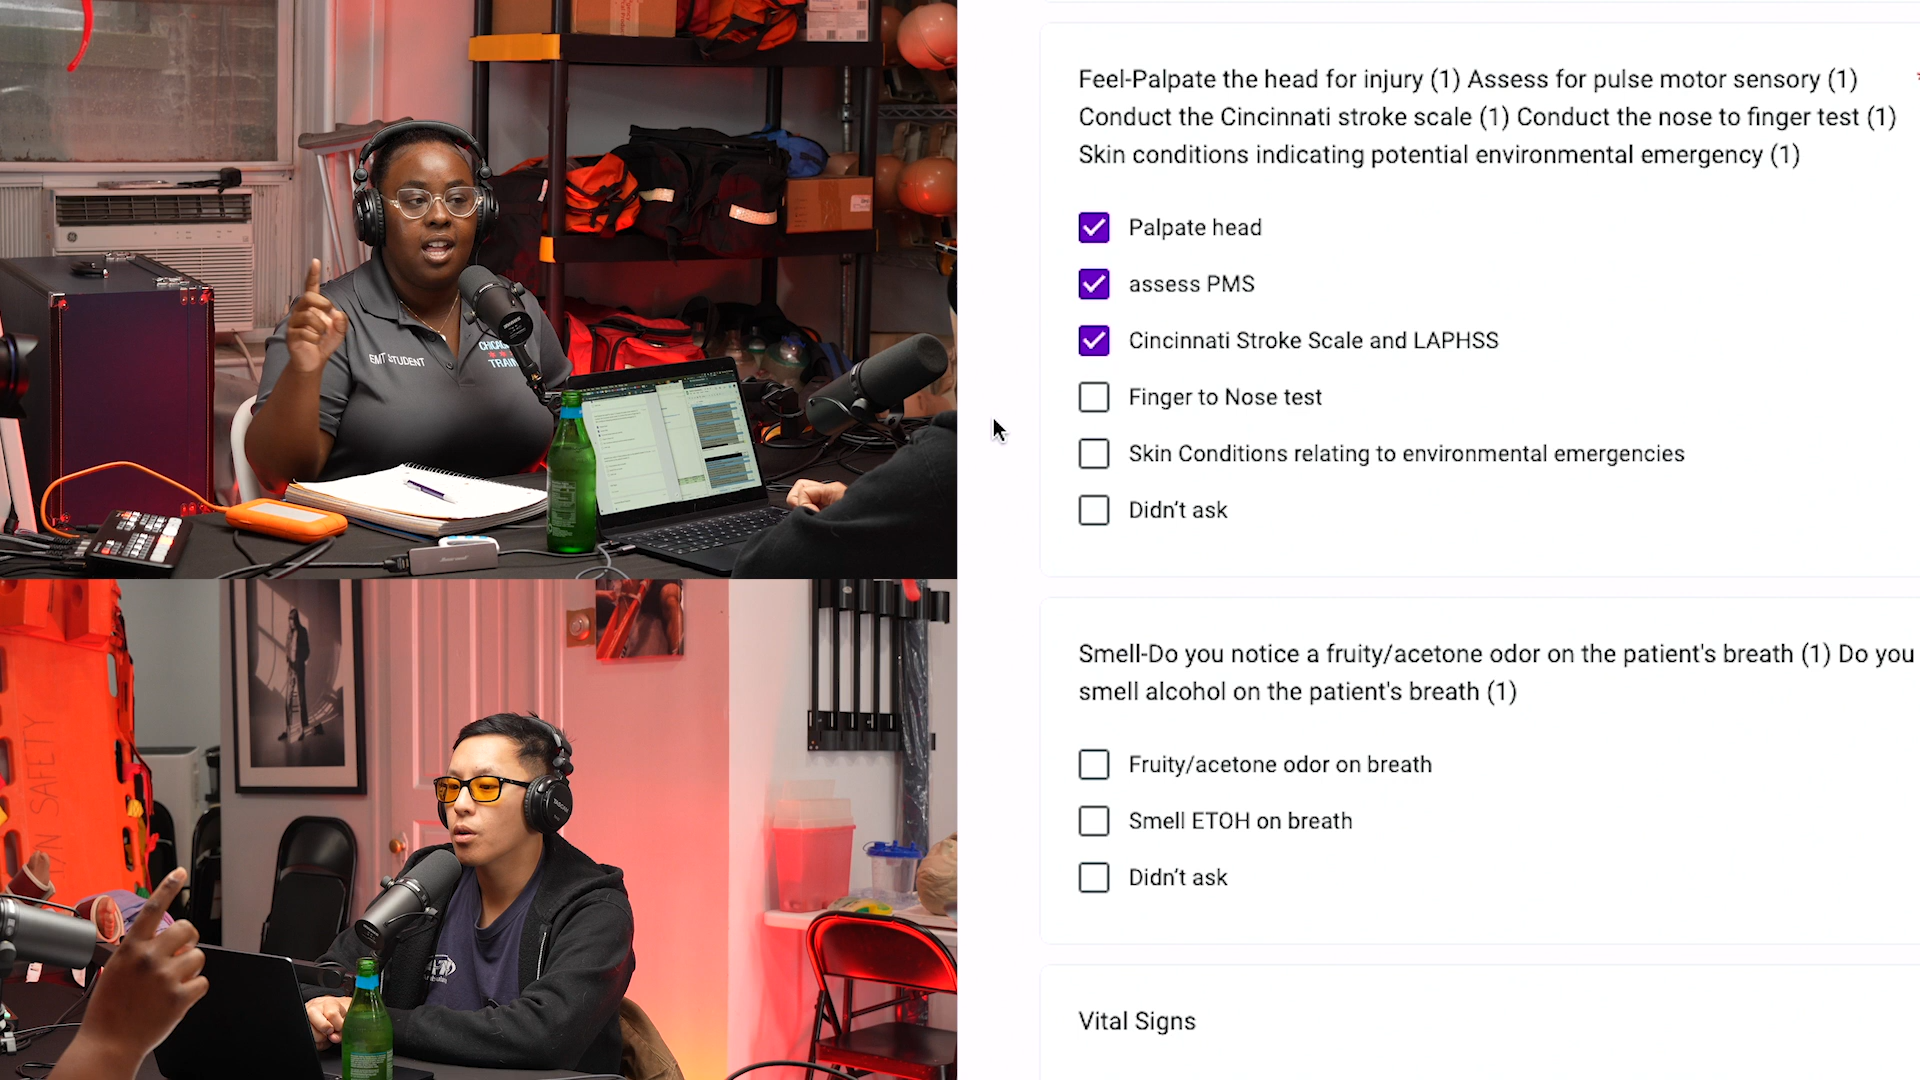 EMT STUDENT
CHICAG
TRAIN
Feel-Palpate the head for injury (1) Assess for pulse motor sensory (1)
Conduct the Cincinnati stroke scale (1) Conduct the nose to finger test (1)
Skin conditions indicating potential environmental emergency (1)
Palpate head
assess PMS
Cincinnati Stroke Scale and LAPHSS
Finger to Nose test
Skin Conditions relating to environmental emergencies
Didn't ask
Smell-Do you notice a fruity/acetone odor on the patient's breath (1) Do you
smell alcohol on the patient's breath (1)
Fruity/acetone odor on breath
Smell ETOH on breath
Didn't ask
Vital Signs
SAFETY
TASCAM